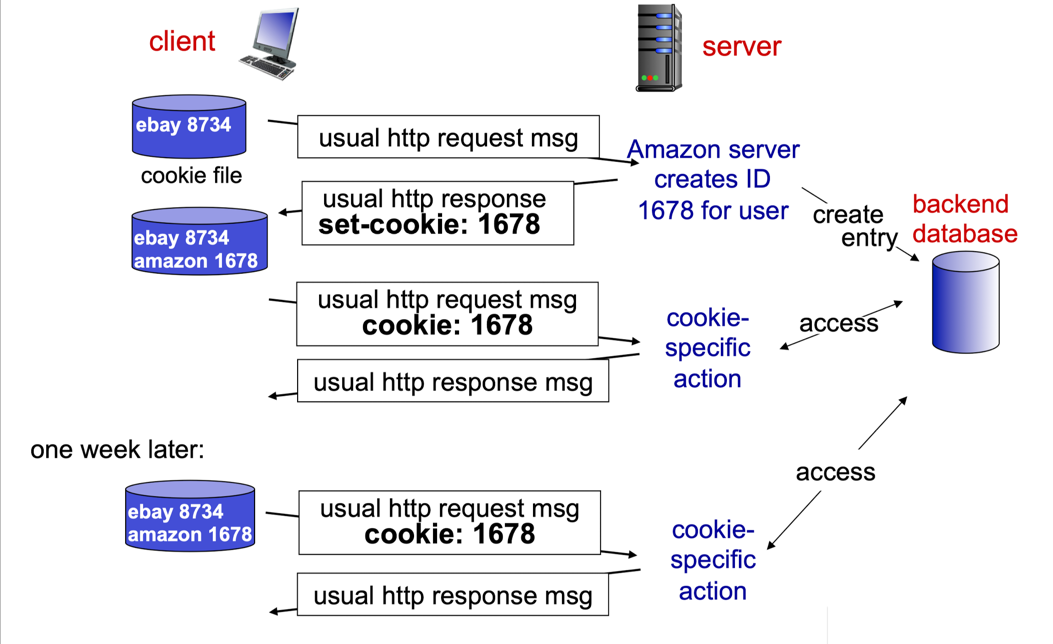 client
server
ebay 8734
cookie file
usual http request msg
Amazon server
creates ID
1678 for user
usual http response
set-cookie: 1678
create
entry
backend
database
ebay 8734
amazon 1678
usual http request msg
cookie: 1678
cookie-
specific
action
access
usual http response msg
one week later:
ebay 8734
amazon 1678
usual http request msg
cookie: 1678
cookie-
specific
action
access
usual http response msg